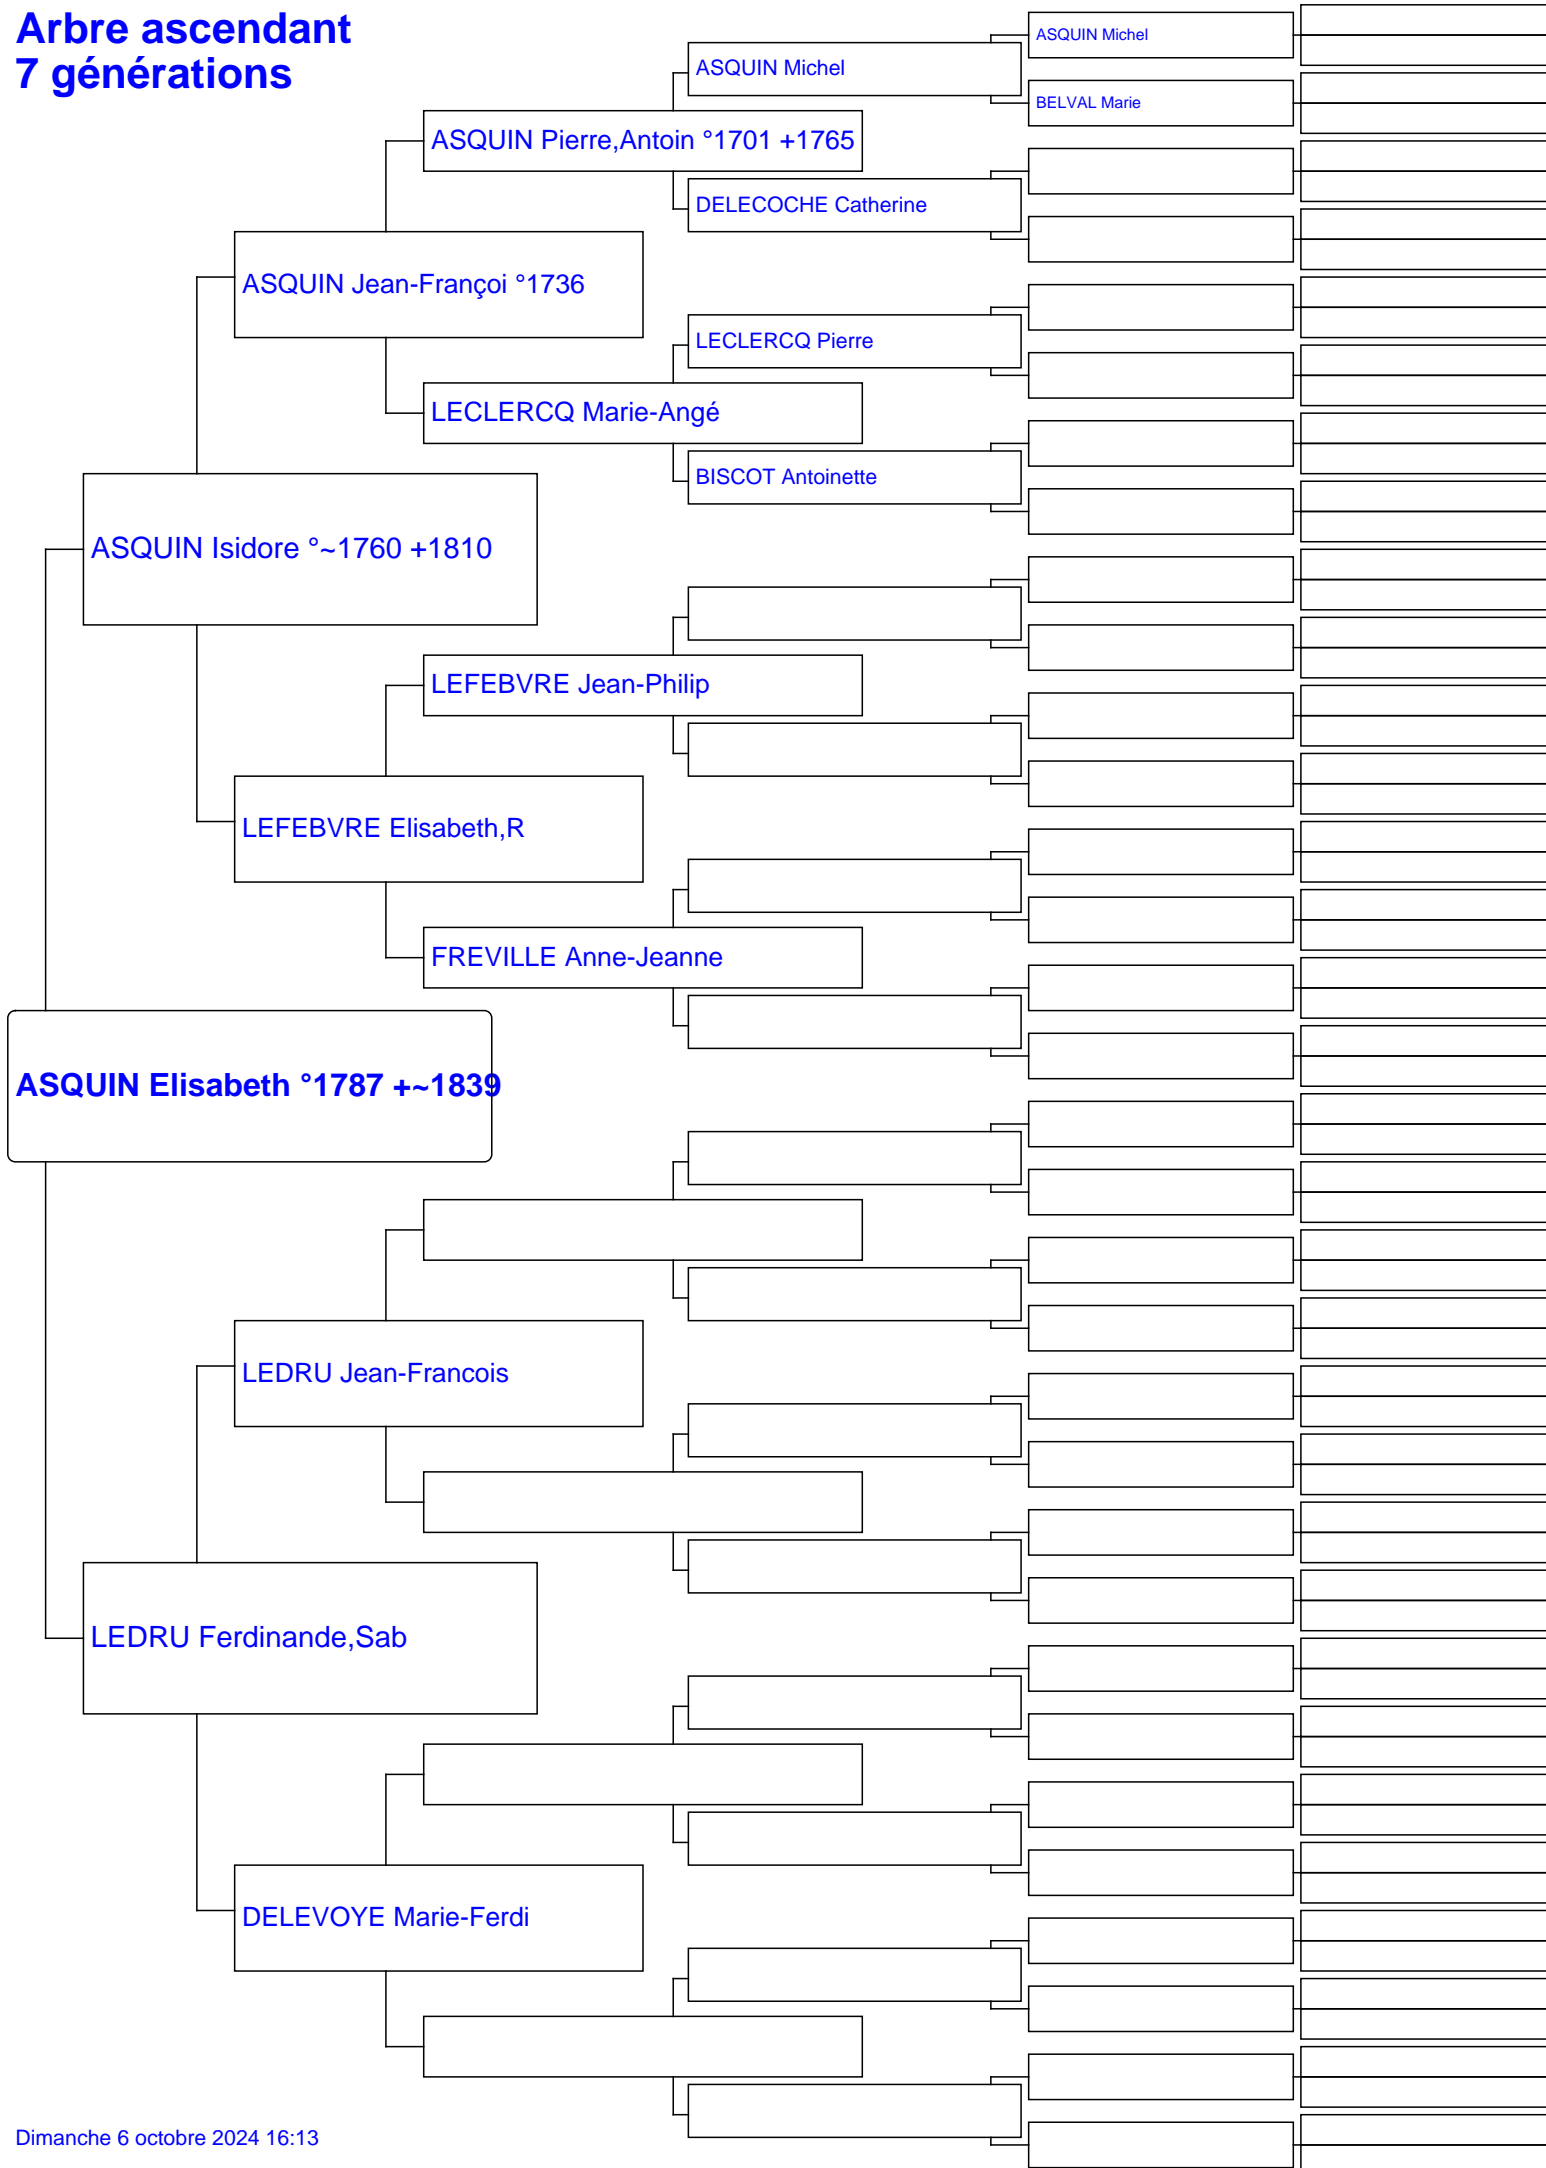 Arbre ascendant
7 générations
ASQUIN Michel
ASQUIN Michel
BELVAL Marie
ASQUIN Pierre,Antoin °1701 +1765
DELECOCHE Catherine
ASQUIN Jean-Françoi °1736
LECLERCQ Pierre
LECLERCQ Marie-Angé
BISCOT Antoinette
ASQUIN Isidore °~1760 +1810
LEFEBVRE Jean-Philip
LEFEBVRE Elisabeth,R
FREVILLE Anne-Jeanne
ASQUIN Elisabeth °1787 +~1839
LEDRU Jean-Francois
LEDRU Ferdinande,Sab
DELEVOYE Marie-Ferdi
Dimanche 6 octobre 2024 16:13